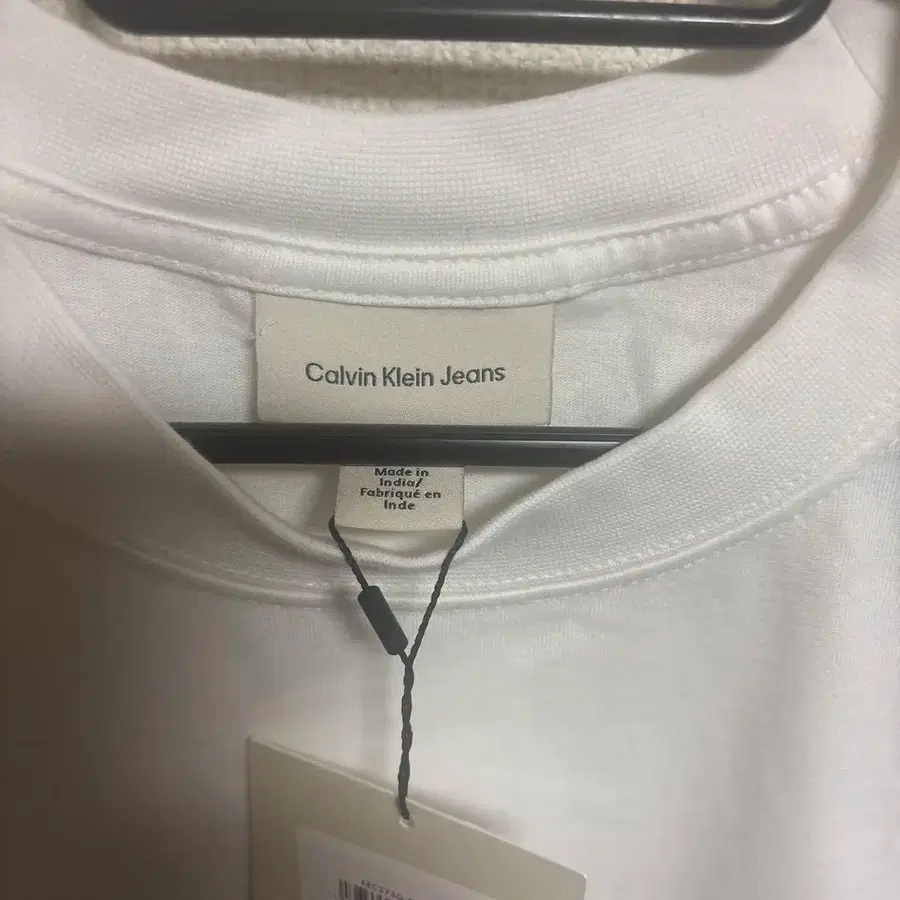 Calvin Klein Jeans
Made in
India/
Fabriqué en
Inde